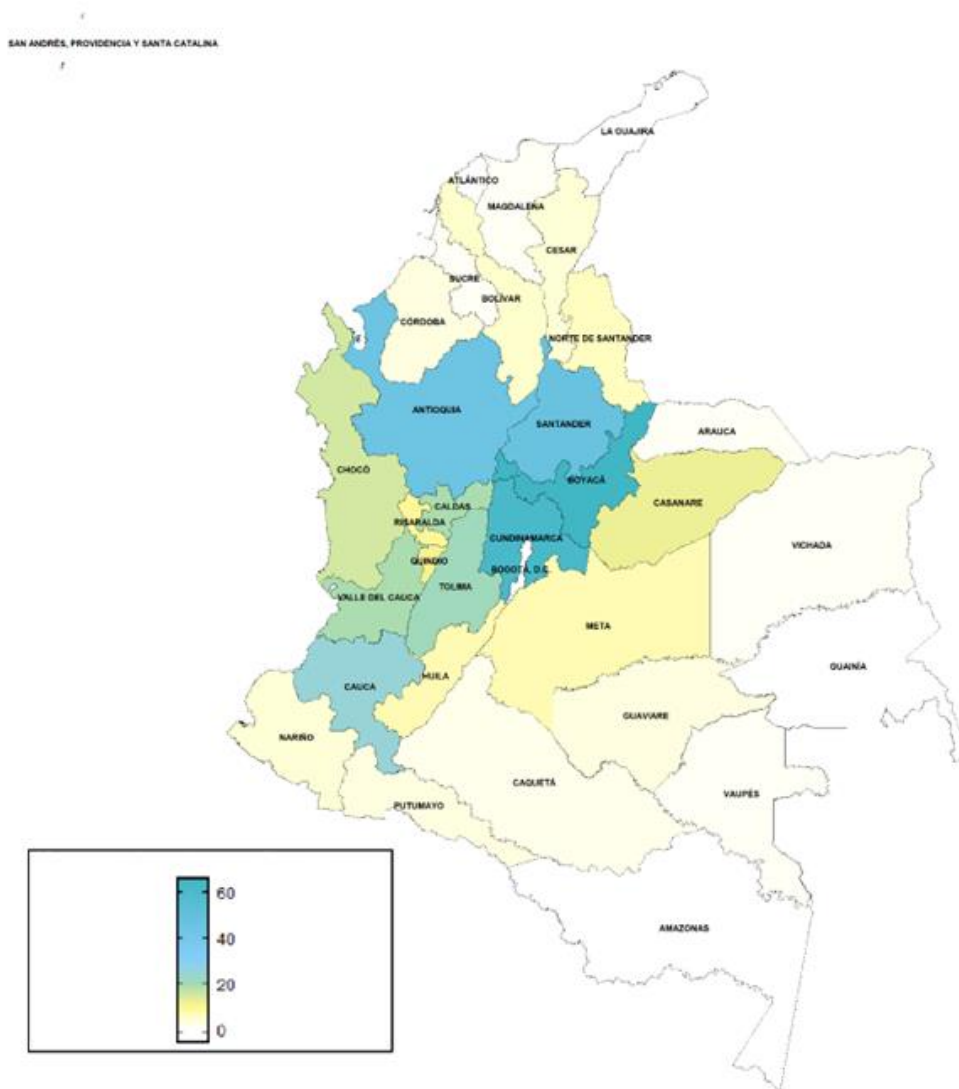 SAN ANDRÉS, PROVIDENCIA Y SANTA CATALINA
LA GUAJIRA
ATLÁNTICO
MAGDALENA
CESAR
SUCRE
BOLÍVAR
CÓRDOBA
NORTE DE SANTANDER
ANTIOQUIA
SANTANDER
ARAUCA
CHOCÓ
BOYACÁ
CASANARE
CALDAS
RISARALDA
CUNDINAMARCA
VICHADA
QUINDIO
BOGOTÁ, D.C.
TOLIMA
VALLE DEL CAUCA
META
GUAINÍA
CAUCA
HUILA
GUAVIARE
NARIÑO
CAQUETÁ
VAUPÉS
PUTUMAYO
AMAZONAS
60
40
20
0